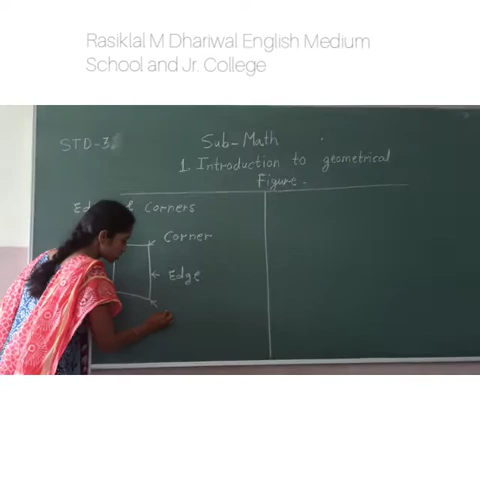 Rasiklal M Dhariwal English Medium
School and Jr. College
STD-3.
Sub-Math
1. Introduction to geometrical
Figure.
Corners
Corner
Edge